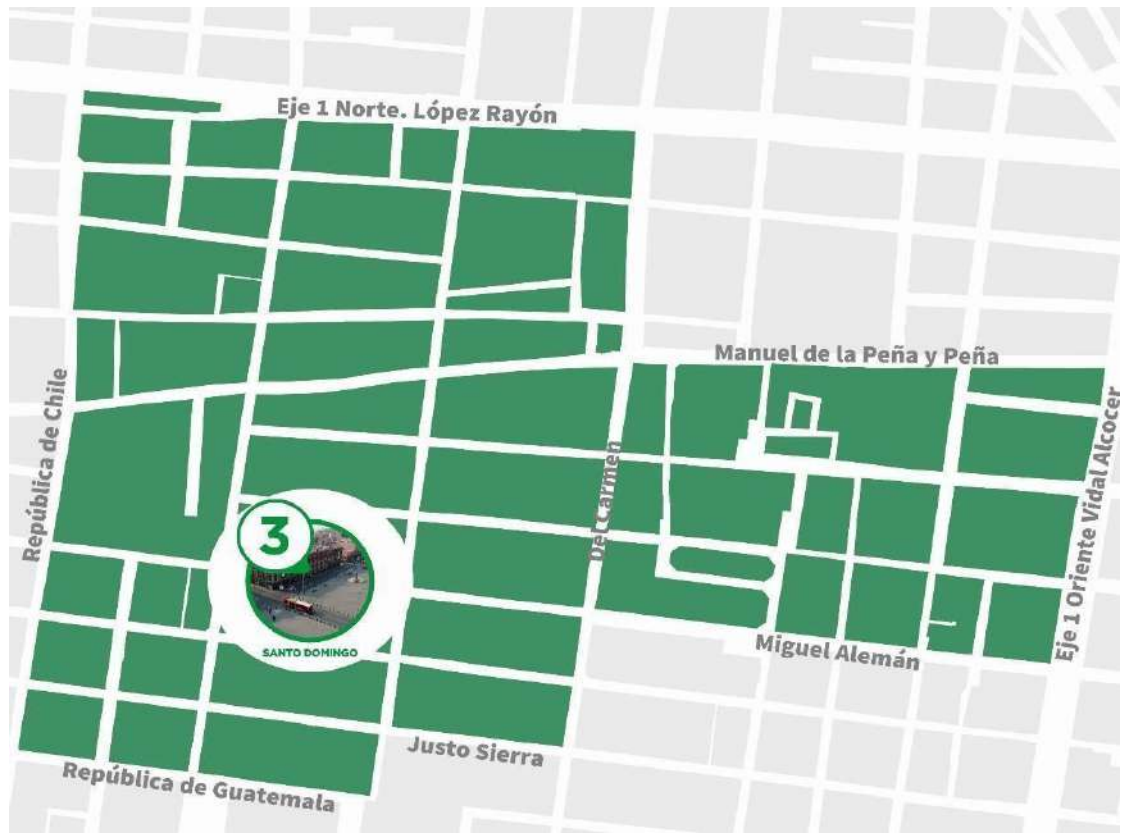 Eje 1 Norte. López Rayón
Manuel de la Peña y Peña
República de Chile
Del Carmen
Eje 1 Oriente Vidal Alcocer
3
SANTO DOMINGO
Miguel Alemán
Justo Sierra
República de Guatemala